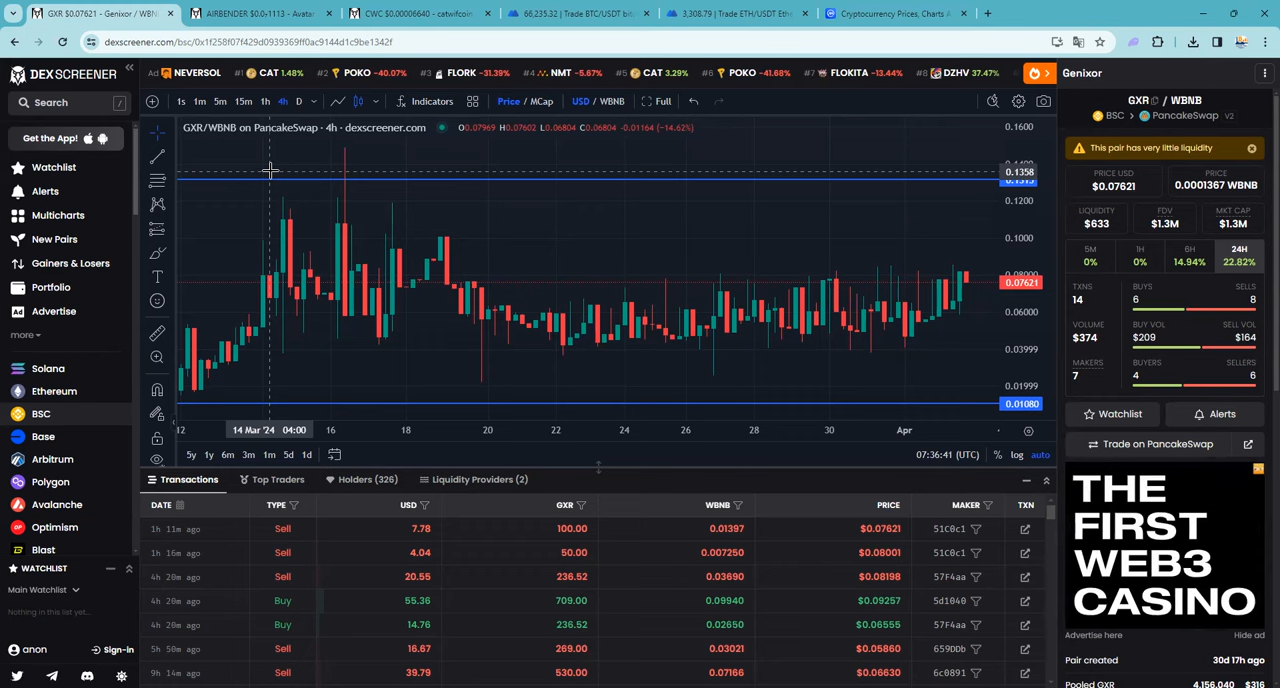 GXR $0.07621 - Genixor / WBN
AIRBENDER $0.0₆1113 - Avatar
CWC $0.00006640 - catwifcoin
66,235.32 | Trade BTC/USDT
3,308.79 | Trade ETH/USDT Ethe
Cryptocurrency Prices, Charts A
dexscreener.com/bsc/0x1f258f07f429d0939369ff0ac9144d1c9be1342f
DEX SCREENER
Ad NEVERSOL #1 CAT 1.48% #2 POKO -40.07% #3 FLORK -31.39% #4 NMT -5.67% #5 CAT 3.29% #6 POKO -41.68% #7 FLOKITA -13.44% #8 DZHV 37.47%
Genixor
Search /
1s 1m 5m 15m 1h 4h D Indicators Price / MCap USD / WBNB Full
GXR / WBNB
BSC > PancakeSwap V2
Get the App!
GXR/WBNB on PancakeSwap · 4h · dexscreener.com O0.07969 H0.07602 L0.06804 C0.06804 -0.01164 (-14.62%)
This pair has very little liquidity
Watchlist
Alerts
Multicharts
New Pairs
Gainers & Losers
Portfolio
Ad Advertise
more
Solana
Ethereum
BSC
Base
Arbitrum
Polygon
Avalanche
Optimism
Blast
WATCHLIST
Main Watchlist
Nothing in this list yet...
anon Sign-in
0.1600
0.1358
0.1200
0.1000
0.07621
0.06000
0.03999
0.01999
0.01080
12 14 Mar '24 04:00 16 18 20 22 24 26 28 30 Apr
5y 1y 6m 3m 1m 5d 1d 07:36:41 (UTC) % log auto
PRICE USD PRICE
$0.07621 0.0001367 WBNB
LIQUIDITY FDV MKT CAP
$633 $1.3M $1.3M
5M 1H 6H 24H
0% 0% 14.94% 22.82%
TXNS BUYS SELLS
14 6 8
VOLUME BUY VOL SELL VOL
$374 $209 $164
MAKERS BUYERS SELLERS
7 4 6
Watchlist Alerts
Trade on PancakeSwap
Transactions Top Traders Holders (326) Liquidity Providers (2)
DATE TYPE USD GXR WBNB PRICE MAKER TXN
1h 11m ago Sell 7.78 100.00 0.01397 $0.07621 51C0c1
1h 16m ago Sell 4.04 50.00 0.007250 $0.08001 51C0c1
4h 20m ago Sell 20.55 236.52 0.03690 $0.08198 57F4aa
4h 20m ago Buy 55.36 709.00 0.09940 $0.09257 5d1040
4h 20m ago Buy 14.76 236.52 0.02650 $0.06555 57F4aa
5h 50m ago Sell 16.67 269.00 0.03021 $0.05860 659DDb
9h 14m ago Sell 39.79 530.00 0.07166 $0.06630 6c0891
THE
FIRST
WEB3
CASINO
Advertise here Hide ad
Pair created 30d 17h ago
Pooled GXR 4,156,040 $316